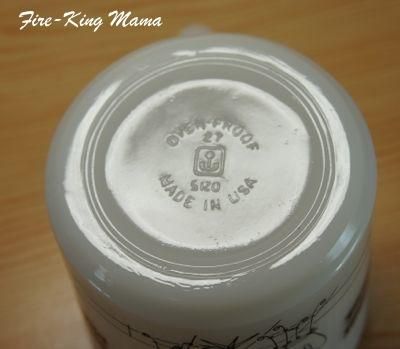 Fire-King Mama
OVEN-PROOF
27
5120
MADE IN USA